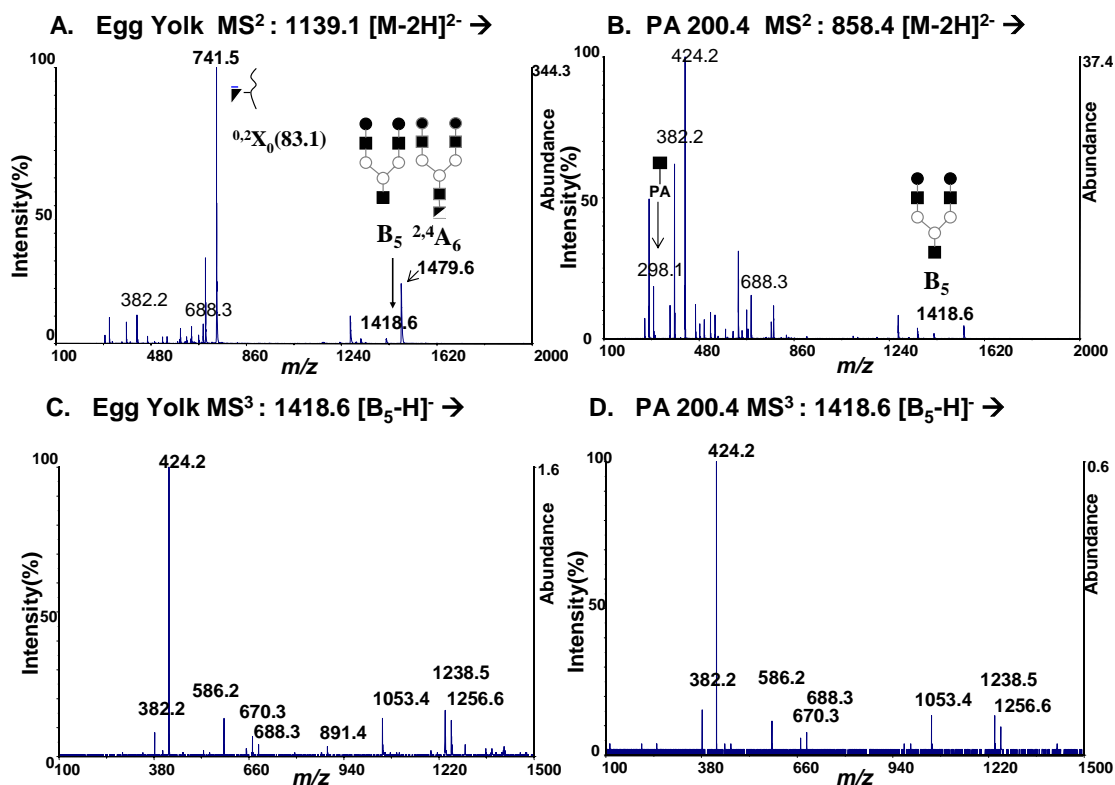 A. Egg Yolk MS² : 1139.1 [M-2H]²⁻ →
100
741.5
344.3
⁰,²X₀(83.1)
50
Intensity(%)
Abundance
B₅ ²,⁴A₆
1479.6
382.2
688.3
1418.6
0
100 480 860 1240 1620 2000
m/z
B. PA 200.4 MS² : 858.4 [M-2H]²⁻ →
100
424.2
37.4
382.2
PA
50
Intensity(%)
Abundance
298.1
688.3
B₅
1418.6
0
100 480 860 1240 1620 2000
m/z
C. Egg Yolk MS³ : 1418.6 [B₅-H]⁻ →
100
424.2
1.6
Intensity(%)
Abundance
50
1238.5
586.2
1053.4
1256.6
382.2
670.3
688.3
891.4
0
100 380 660 940 1220 1500
m/z
D. PA 200.4 MS³ : 1418.6 [B₅-H]⁻ →
100
424.2
0.6
Intensity(%)
Abundance
50
1238.5
382.2
586.2
688.3
1053.4
1256.6
670.3
0
100 380 660 940 1220 1500
m/z